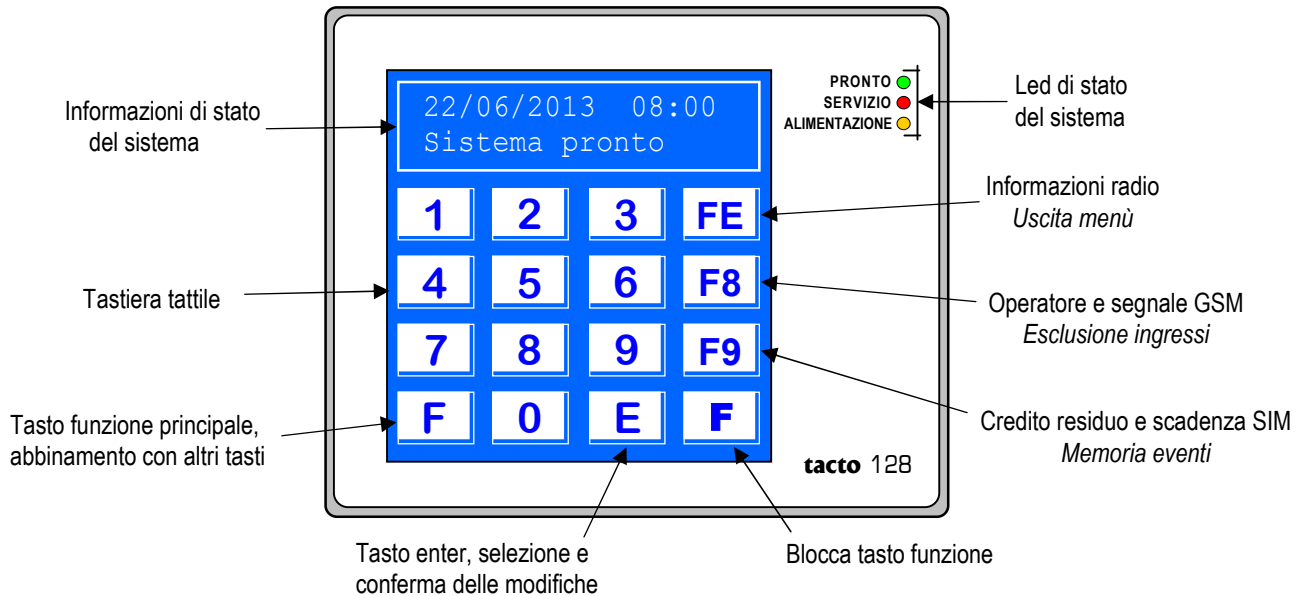 22/06/2013 08:00
Sistema pronto
PRONTO
SERVIZIO
ALIMENTAZIONE
Led di stato
del sistema
Informazioni di stato
del sistema
Informazioni radio
Uscita menù
1 2 3 FE
Tastiera tattile
4 5 6 F8
Operatore e segnale GSM
Esclusione ingressi
7 8 9 F9
Tasto funzione principale,
abbinamento con altri tasti
F 0 E F
Credito residuo e scadenza SIM
Memoria eventi
tacto 128
Tasto enter, selezione e
conferma delle modifiche
Blocca tasto funzione